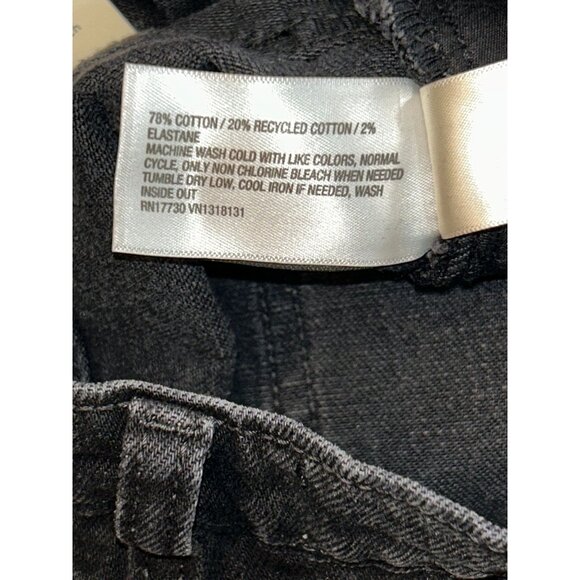 78% COTTON / 20% RECYCLED COTTON / 2%
ELASTANE
MACHINE WASH COLD WITH LIKE COLORS, NORMAL
CYCLE, ONLY NON CHLORINE BLEACH WHEN NEEDED
TUMBLE DRY LOW, COOL IRON IF NEEDED, WASH
INSIDE OUT
RN17730 VN1318131